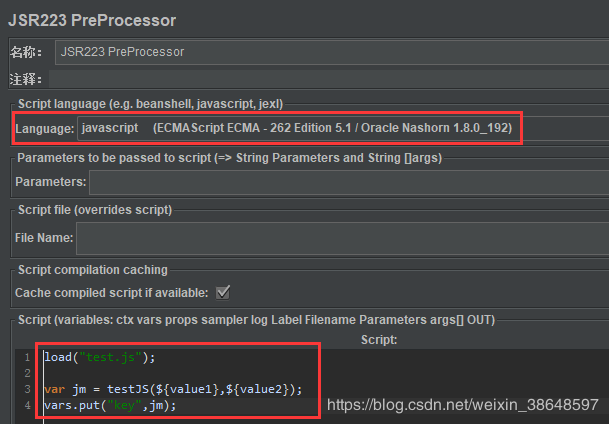 JSR223 PreProcessor
名称： JSR223 PreProcessor
注释：
Script language (e.g. beanshell, javascript, jexl)
Language: javascript (ECMAScript ECMA - 262 Edition 5.1 / Oracle Nashorn 1.8.0_192)
Parameters to be passed to script (=> String Parameters and String []args)
Parameters:
Script file (overrides script)
File Name:
Script compilation caching
Cache compiled script if available:
Script (variables: ctx vars props sampler log Label Filename Parameters args[] OUT)
Script:
1 load("test.js");
2
3 var jm = testJS(${value1},${value2});
4 vars.put("key",jm);
https://blog.csdn.net/weixin_38648597